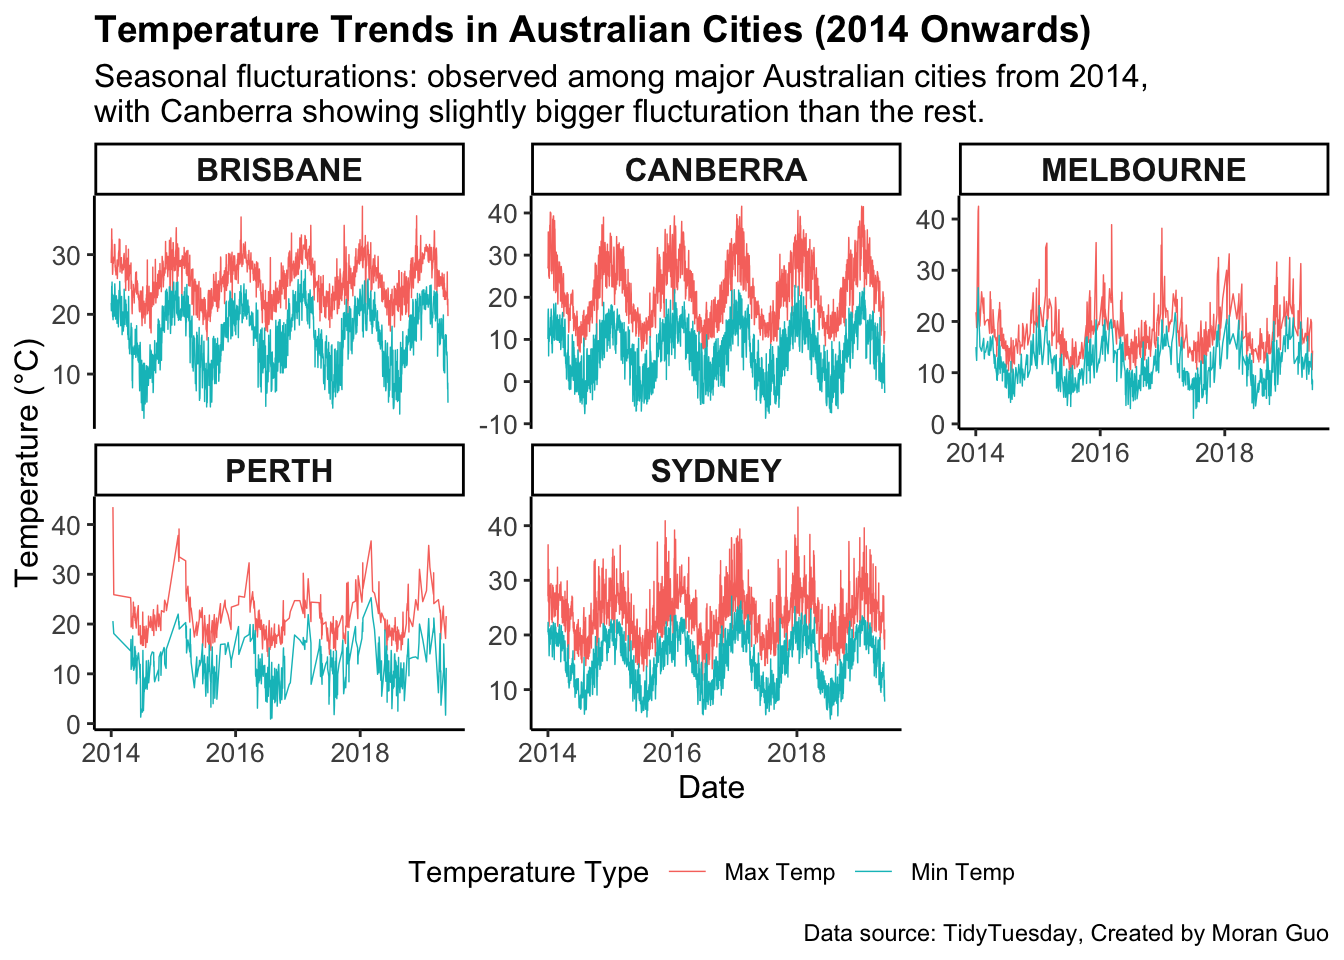 Temperature Trends in Australian Cities (2014 Onwards)
Seasonal flucturations: observed among major Australian cities from 2014,
with Canberra showing slightly bigger flucturation than the rest.
BRISBANE
CANBERRA
MELBOURNE
30
20
10
40
30
20
10
0
-10
40
30
20
10
0
2014 2016 2018
Temperature (°C)
PERTH
SYDNEY
40
30
20
10
0
40
30
20
10
2014 2016 2018
2014 2016 2018
Date
Temperature Type Max Temp Min Temp
Data source: TidyTuesday, Created by Moran Guo